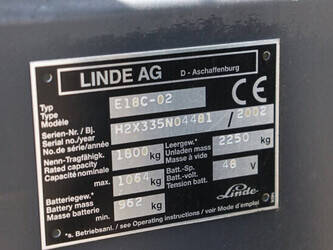 LINDE AG
D - Aschaffenburg
CE
Typ
Type
Modèle
E18C-02
Serien-Nr. / Bj.
Serial no./year
No. de série/année
H2X335N04481 / 2002
Nenn-Tragfähigk.
Rated capacity
Capacité nominale
1800 kg
Leergew.*
Unladen mass
Masse à vide
2250 kg
max. 1064 kg
Batt.-Sp.
Batt.-volt.
Tension batt.
48 V
Batteriegew.*
Battery mass
Masse batterie
min. 962 kg
Linde
*s. Betriebsanl. / see Operating instructions / voir Mode d'emploi